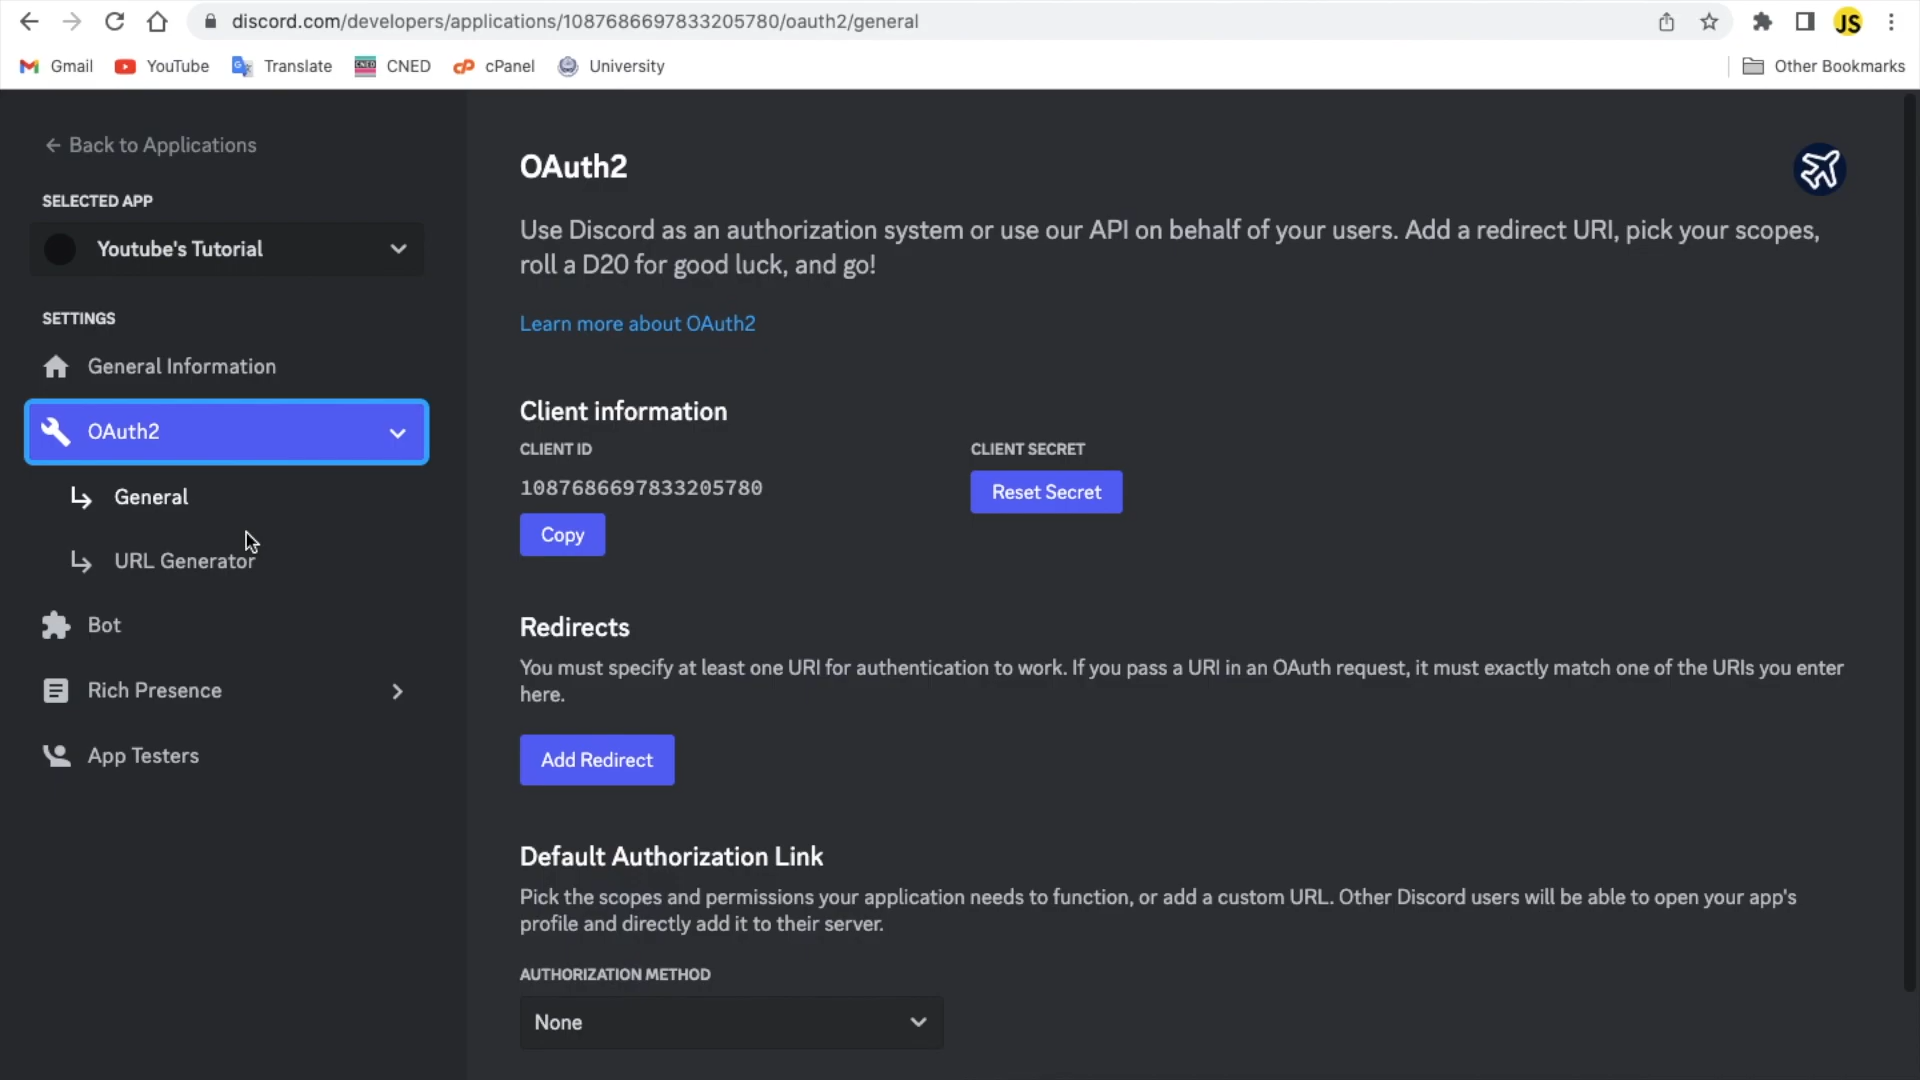 discord.com/developers/applications/1087686697833205780/oauth2/general
JS
Gmail YouTube Translate CNED CNED cPanel University Other Bookmarks
Back to Applications
SELECTED APP
Youtube's Tutorial
SETTINGS
General Information
OAuth2
General
URL Generator
Bot
Rich Presence
App Testers
OAuth2
Use Discord as an authorization system or use our API on behalf of your users. Add a redirect URI, pick your scopes,
roll a D20 for good luck, and go!
Learn more about OAuth2
Client information
CLIENT ID CLIENT SECRET
1087686697833205780 Reset Secret
Copy
Redirects
You must specify at least one URI for authentication to work. If you pass a URI in an OAuth request, it must exactly match one of the URIs you enter
here.
Add Redirect
Default Authorization Link
Pick the scopes and permissions your application needs to function, or add a custom URL. Other Discord users will be able to open your app's
profile and directly add it to their server.
AUTHORIZATION METHOD
None